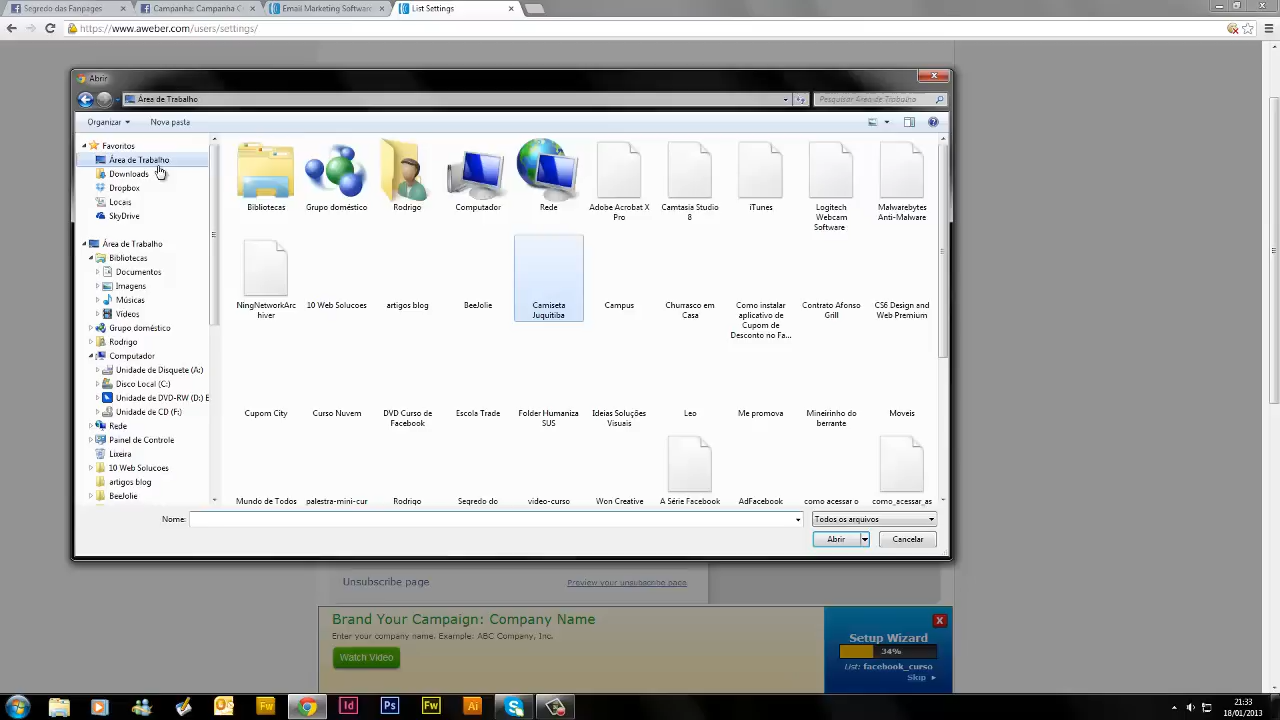 Segredo das Fanpages
Campanha: Campanha C
Email Marketing Software
List Settings
https://www.aweber.com/users/settings/
Abrir
Área de Trabalho
Pesquisar Área de Trabalho
Organizar
Nova pasta
Favoritos
Área de Trabalho
Downloads
Dropbox
Locais
SkyDrive
Área de Trabalho
Bibliotecas
Documentos
Imagens
Músicas
Vídeos
Grupo doméstico
Rodrigo
Computador
Unidade de Disquete (A:)
Disco Local (C:)
Unidade de DVD-RW (D:) E
Unidade de CD (F:)
Rede
Painel de Controle
Lixeira
10 Web Solucoes
artigos blog
BeeJolie
Bibliotecas
Grupo doméstico
Rodrigo
Computador
Rede
Adobe Acrobat X
Pro
Camtasia Studio
8
iTunes
Logitech
Webcam
Software
Malwarebytes
Anti-Malware
NingNetworkArc
hiver
10 Web Solucoes
artigos blog
BeeJolie
Camiseta
Juquitiba
Campus
Churrasco em
Casa
Como instalar
aplicativo de
Cupom de
Desconto no Fa...
Contrato Afonso
Grill
CS6 Design and
Web Premium
Cupom City
Curso Nuvem
DVD Curso de
Facebook
Escola Trade
Folder Humaniza
SUS
Ideias Soluções
Visuais
Leo
Me promova
Mineirinho do
berrante
Moveis
Mundo de Todos
palestra-mini-cur
Rodrigo
Segredo do
video-curso
Won Creative
A Série Facebook
AdFacebook
como acessar o
como_acessar_as
Nome:
Todos os arquivos
Abrir
Cancelar
Unsubscribe page
Preview your unsubscribe page
Brand Your Campaign: Company Name
Enter your company name. Example: ABC Company, Inc.
Watch Video
X
Setup Wizard
34%
List: facebook_curso
Skip
Fw
Id
Ps
Fw
Ai
21:33
18/01/2013